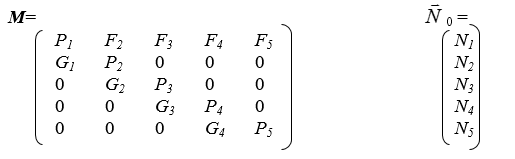 M= N⃗ 0 =
P1 F2 F3 F4 F5 N1
G1 P2 0 0 0 N2
0 G2 P3 0 0 N3
0 0 G3 P4 0 N4
0 0 0 G4 P5 N5